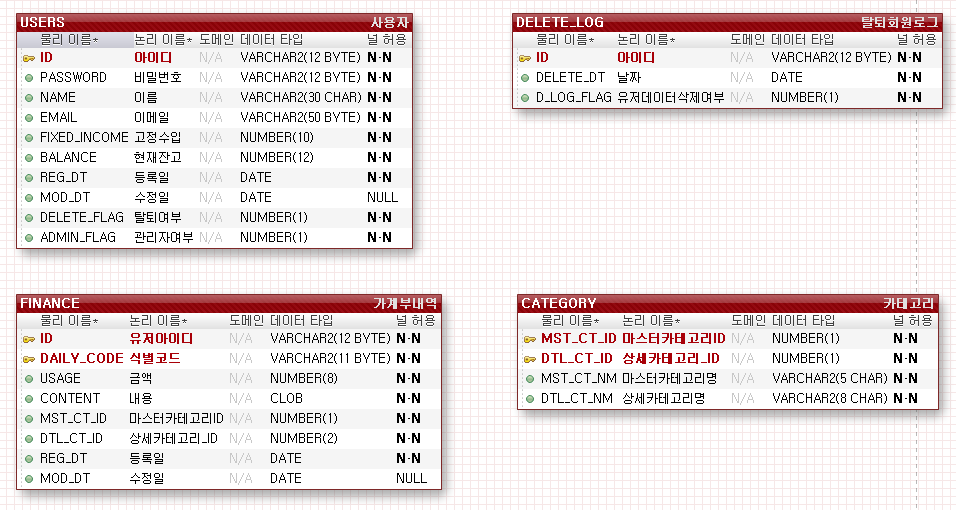 USERS 사용자
물리 이름* 논리 이름* 도메인 데이터 타입 널 허용
ID 아이디 N/A VARCHAR2(12 BYTE) N·N
PASSWORD 비밀번호 N/A VARCHAR2(12 BYTE) N·N
NAME 이름 N/A VARCHAR2(30 CHAR) N·N
EMAIL 이메일 N/A VARCHAR2(50 BYTE) N·N
FIXED_INCOME 고정수입 N/A NUMBER(10) N·N
BALANCE 현재잔고 N/A NUMBER(12) N·N
REG_DT 등록일 N/A DATE N·N
MOD_DT 수정일 N/A DATE NULL
DELETE_FLAG 탈퇴여부 N/A NUMBER(1) N·N
ADMIN_FLAG 관리자여부 N/A NUMBER(1) N·N
DELETE_LOG 탈퇴회원로그
물리 이름* 논리 이름* 도메인 데이터 타입 널 허용
ID 아이디 N/A VARCHAR2(12 BYTE) N·N
DELETE_DT 날짜 N/A DATE N·N
D_LOG_FLAG 유저데이터삭제여부 N/A NUMBER(1) N·N
FINANCE 가계부내역
물리 이름* 논리 이름* 도메인 데이터 타입 널 허용
ID 유저아이디 N/A VARCHAR2(12 BYTE) N·N
DAILY_CODE 식별코드 N/A VARCHAR2(11 BYTE) N·N
USAGE 금액 N/A NUMBER(8) N·N
CONTENT 내용 N/A CLOB N·N
MST_CT_ID 마스터카테고리ID N/A NUMBER(1) N·N
DTL_CT_ID 상세카테고리_ID N/A NUMBER(2) N·N
REG_DT 등록일 N/A DATE N·N
MOD_DT 수정일 N/A DATE NULL
CATEGORY 카테고리
물리 이름* 논리 이름* 도메인 데이터 타입 널 허용
MST_CT_ID 마스터카테고리ID N/A NUMBER(1) N·N
DTL_CT_ID 상세카테고리_ID N/A NUMBER(1) N·N
MST_CT_NM 마스터카테고리명 N/A VARCHAR2(5 CHAR) N·N
DTL_CT_NM 상세카테고리명 N/A VARCHAR2(8 CHAR) N·N